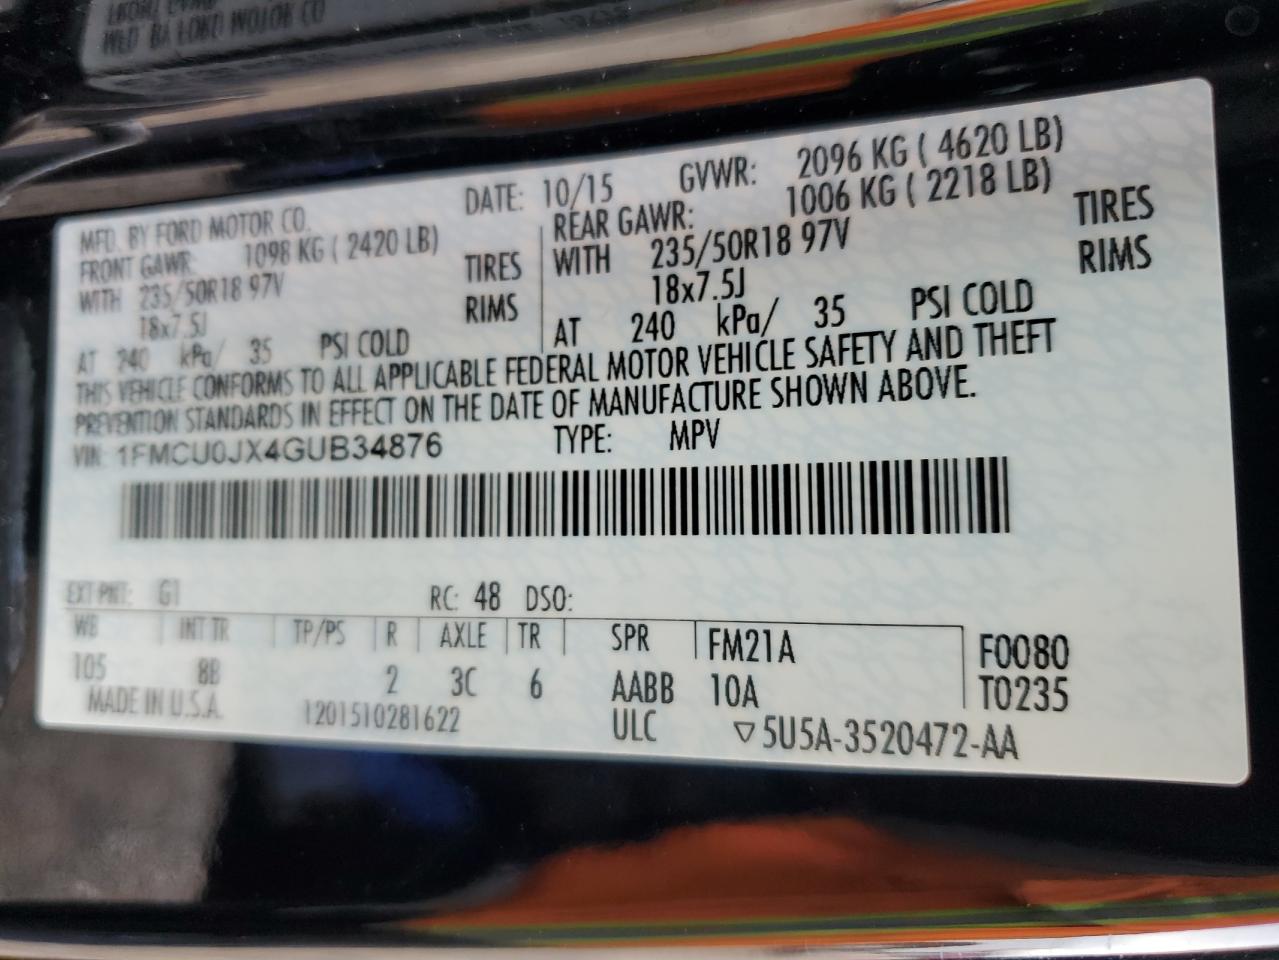 MFD. BY FORD MOTOR CO.
DATE: 10/15 GVWR: 2096 KG ( 4620 LB)
FRONT GAWR: 1098 KG ( 2420 LB)
REAR GAWR: 1006 KG ( 2218 LB)
WITH 235/50R18 97V TIRES
WITH 235/50R18 97V TIRES
18x7.5J RIMS
18x7.5J RIMS
AT 240 kPa/ 35 PSI COLD
AT 240 kPa/ 35 PSI COLD
THIS VEHICLE CONFORMS TO ALL APPLICABLE FEDERAL MOTOR VEHICLE SAFETY AND THEFT
PREVENTION STANDARDS IN EFFECT ON THE DATE OF MANUFACTURE SHOWN ABOVE.
VIN: 1FMCU0JX4GUB34876 TYPE: MPV
EXT PNT: G1 RC: 48 DSO:
WB INT TR TP/PS R AXLE TR SPR FM21A F0080
105 8B 2 3C 6 AABB 10A T0235
MADE IN U.S.A. 1201510281622 ULC ▽5U5A-3520472-AA